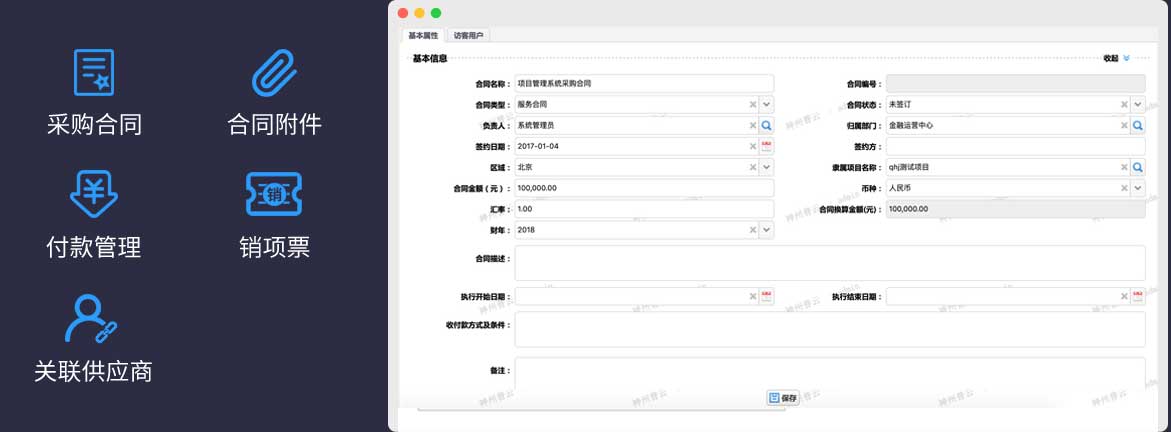 采购合同
合同附件
付款管理
销
销项票
关联供应商
基本属性 访客用户
基本信息 收起
合同名称： 项目管理系统采购合同 合同编号：
合同类型： 服务合同 合同状态： 未签订
负责人： 系统管理员 归属部门： 金融运营中心
签约日期： 2017-01-04 签约方：
区域： 北京 隶属项目名称： qhj测试项目
合同金额（元）： 100,000.00 币种： 人民币
汇率： 1.00 合同换算金额(元)： 100,000.00
财年： 2018
合同描述：
执行开始日期： 执行结束日期：
收付款方式及条件：
备注：
保存
神州普云